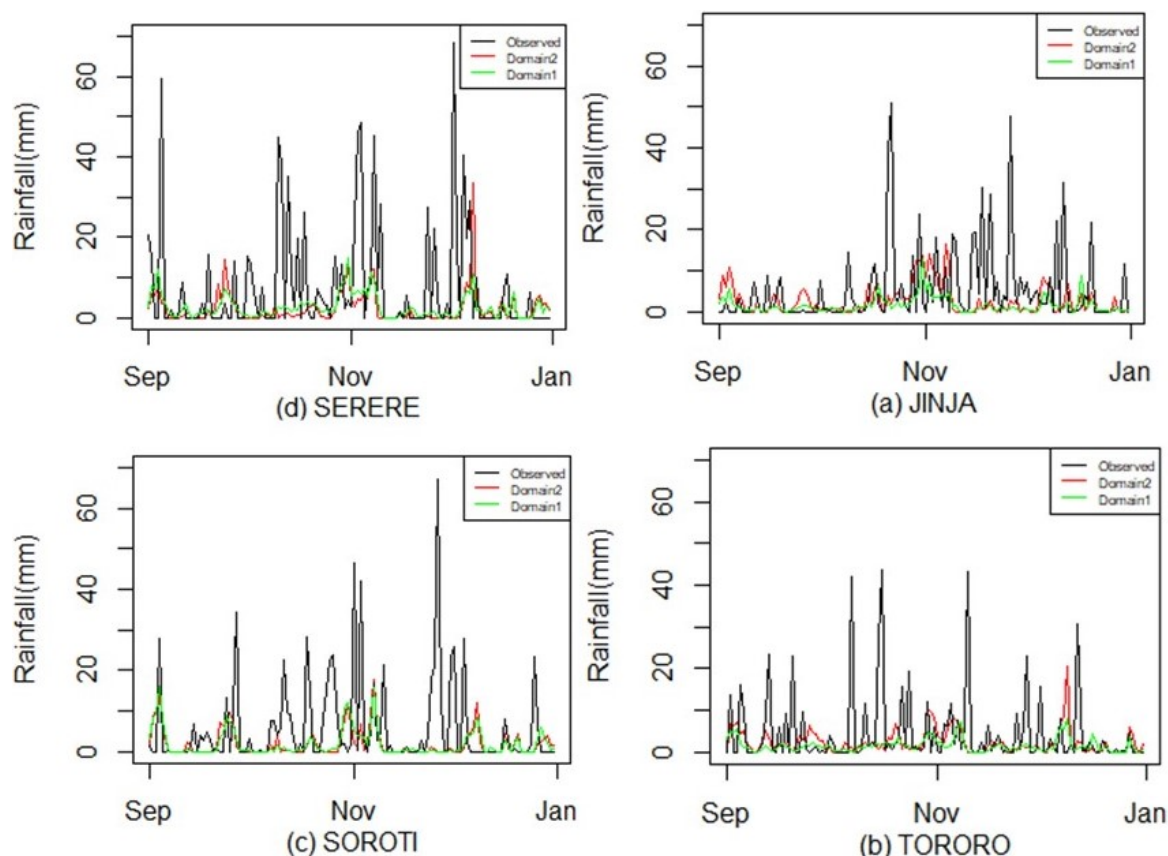 Rainfall(mm)
60
40
20
0
Observed
Domain2
Domain1
Sep
Nov
Jan
(d) SERERE
Rainfall(mm)
60
40
20
0
Observed
Domain2
Domain1
Sep
Nov
Jan
(a) JINJA
Rainfall(mm)
60
40
20
0
Observed
Domain2
Domain1
Sep
Nov
Jan
(c) SOROTI
Rainfall(mm)
60
40
20
0
Observed
Domain2
Domain1
Sep
Nov
Jan
(b) TORORO